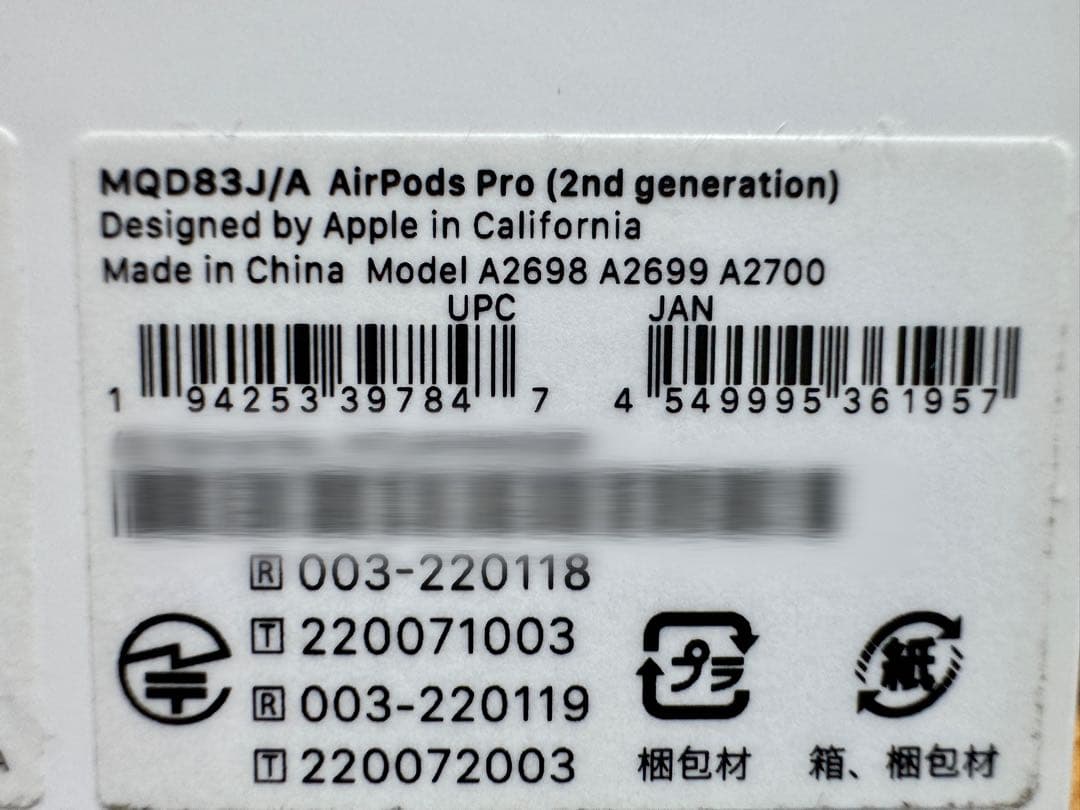 MQD83J/A AirPods Pro (2nd generation)
Designed by Apple in California
Made in China Model A2698 A2699 A2700
UPC JAN
1 94253 39784 7 4 549995 361957
R 003-220118
T 220071003
R 003-220119
T 220072003
プラ
紙
梱包材
箱、梱包材